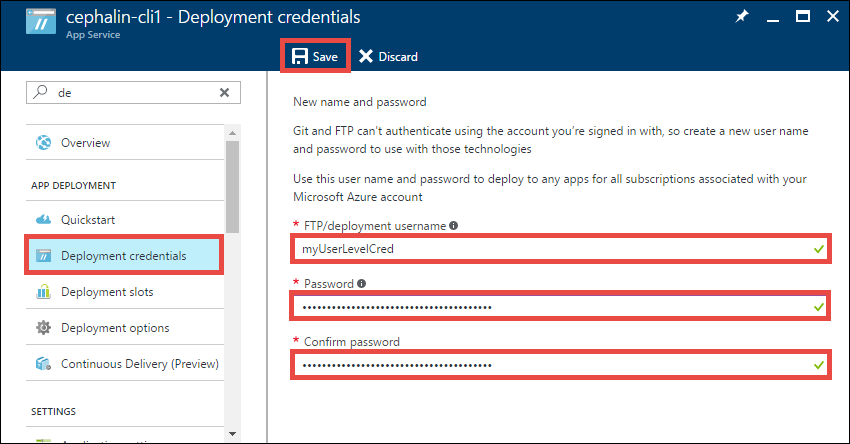 cephalin-cli1 - Deployment credentials
App Service
Save
Discard
de
Overview
APP DEPLOYMENT
Quickstart
Deployment credentials
Deployment slots
Deployment options
Continuous Delivery (Preview)
SETTINGS
New name and password
Git and FTP can't authenticate using the account you're signed in with, so create a new user name
and password to use with those technologies
Use this user name and password to deploy to any apps for all subscriptions associated with your
Microsoft Azure account
* FTP/deployment username
myUserLevelCred
* Password
•••••••••••••••••••••••••••••••••••••••
* Confirm password
•••••••••••••••••••••••••••••••••••••••